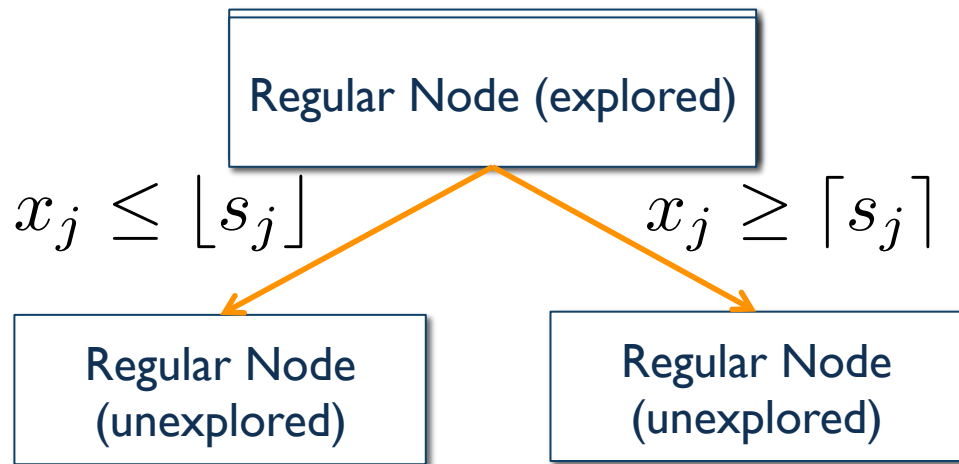 Regular Node (explored)
x_j ≤ ⌊s_j⌋
x_j ≥ ⌈s_j⌉
Regular Node
(unexplored)
Regular Node
(unexplored)